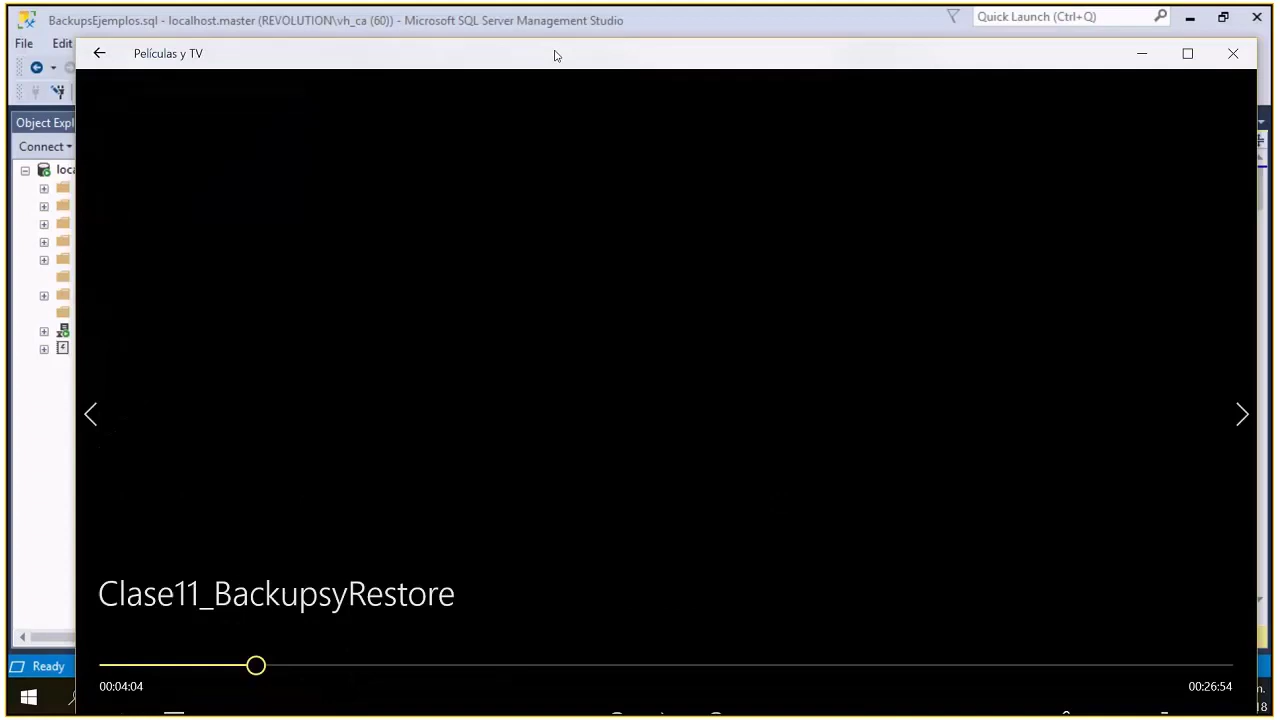 BackupsEjemplos.sql - localhost.master (REVOLUTION\vh_ca (60)) - Microsoft SQL Server Management Studio
Quick Launch (Ctrl+Q)
File Edit
Películas y TV
Object Expl
Connect
loca
Clase11_BackupsyRestore
Ready
00:04:04
00:26:54